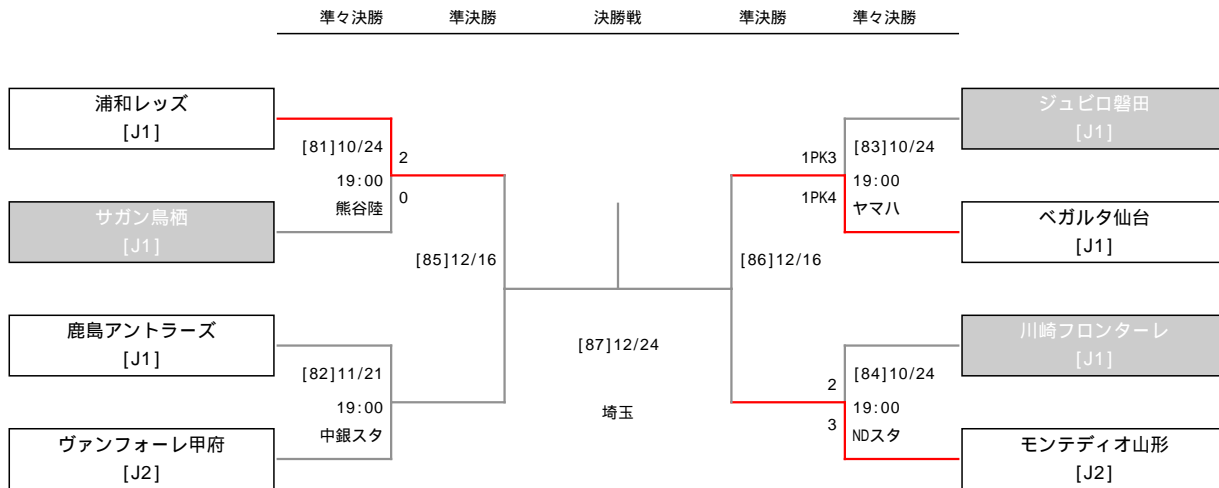 準々決勝 準決勝 決勝戦 準決勝 準々決勝
浦和レッズ
[J1]
[81]10/24
19:00
熊谷陸
2
0
サガン鳥栖
[J1]
[85]12/16
鹿島アントラーズ
[J1]
[82]11/21
19:00
中銀スタ
ヴァンフォーレ甲府
[J2]
[87]12/24
埼玉
ジュビロ磐田
[J1]
1PK3
1PK4
[83]10/24
19:00
ヤマハ
ベガルタ仙台
[J1]
[86]12/16
川崎フロンターレ
[J1]
2
3
[84]10/24
19:00
NDスタ
モンテディオ山形
[J2]